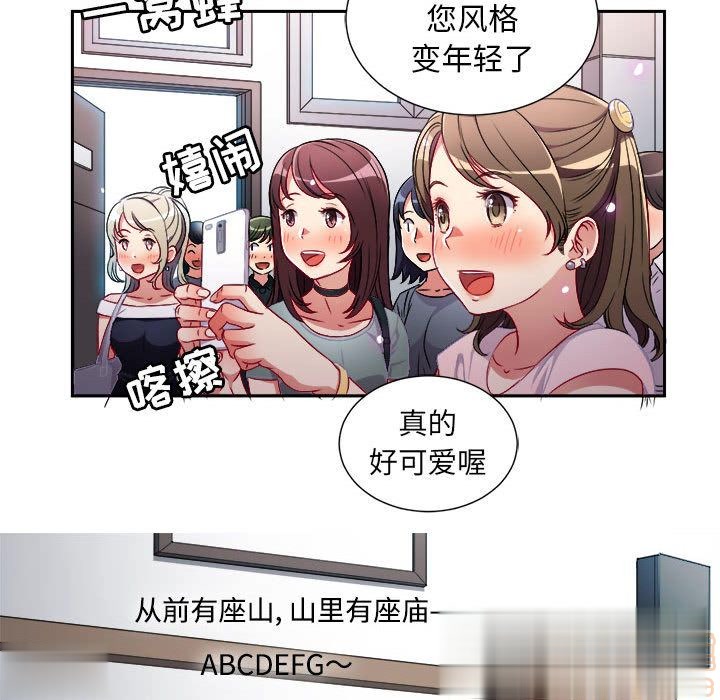 一窝蜂
您风格
变年轻了
嬉闹
喀擦
真的
好可爱喔
从前有座山, 山里有座庙—
ABCDEFG～